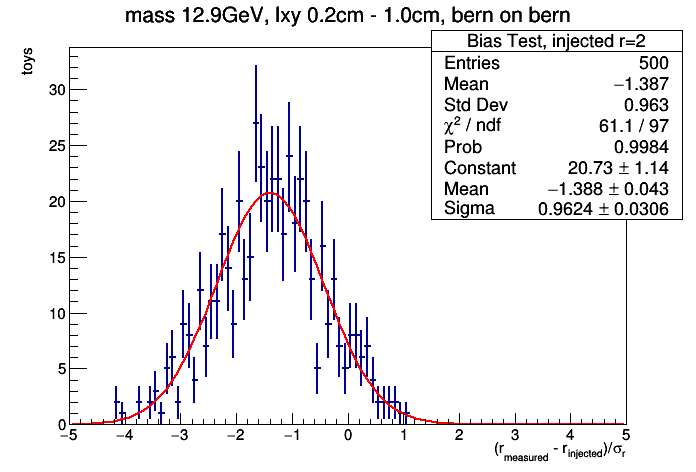 mass 12.9GeV, lxy 0.2cm - 1.0cm, bern on bern
toys
Bias Test, injected r=2
Entries 500
Mean −1.387
Std Dev 0.963
χ² / ndf 61.1 / 97
Prob 0.9984
Constant 20.73 ± 1.14
Mean −1.388 ± 0.043
Sigma 0.9624 ± 0.0306
30
25
20
15
10
5
0
−5 −4 −3 −2 −1 0 1 2 3 4 5
(r_measured - r_injected)/σ_r